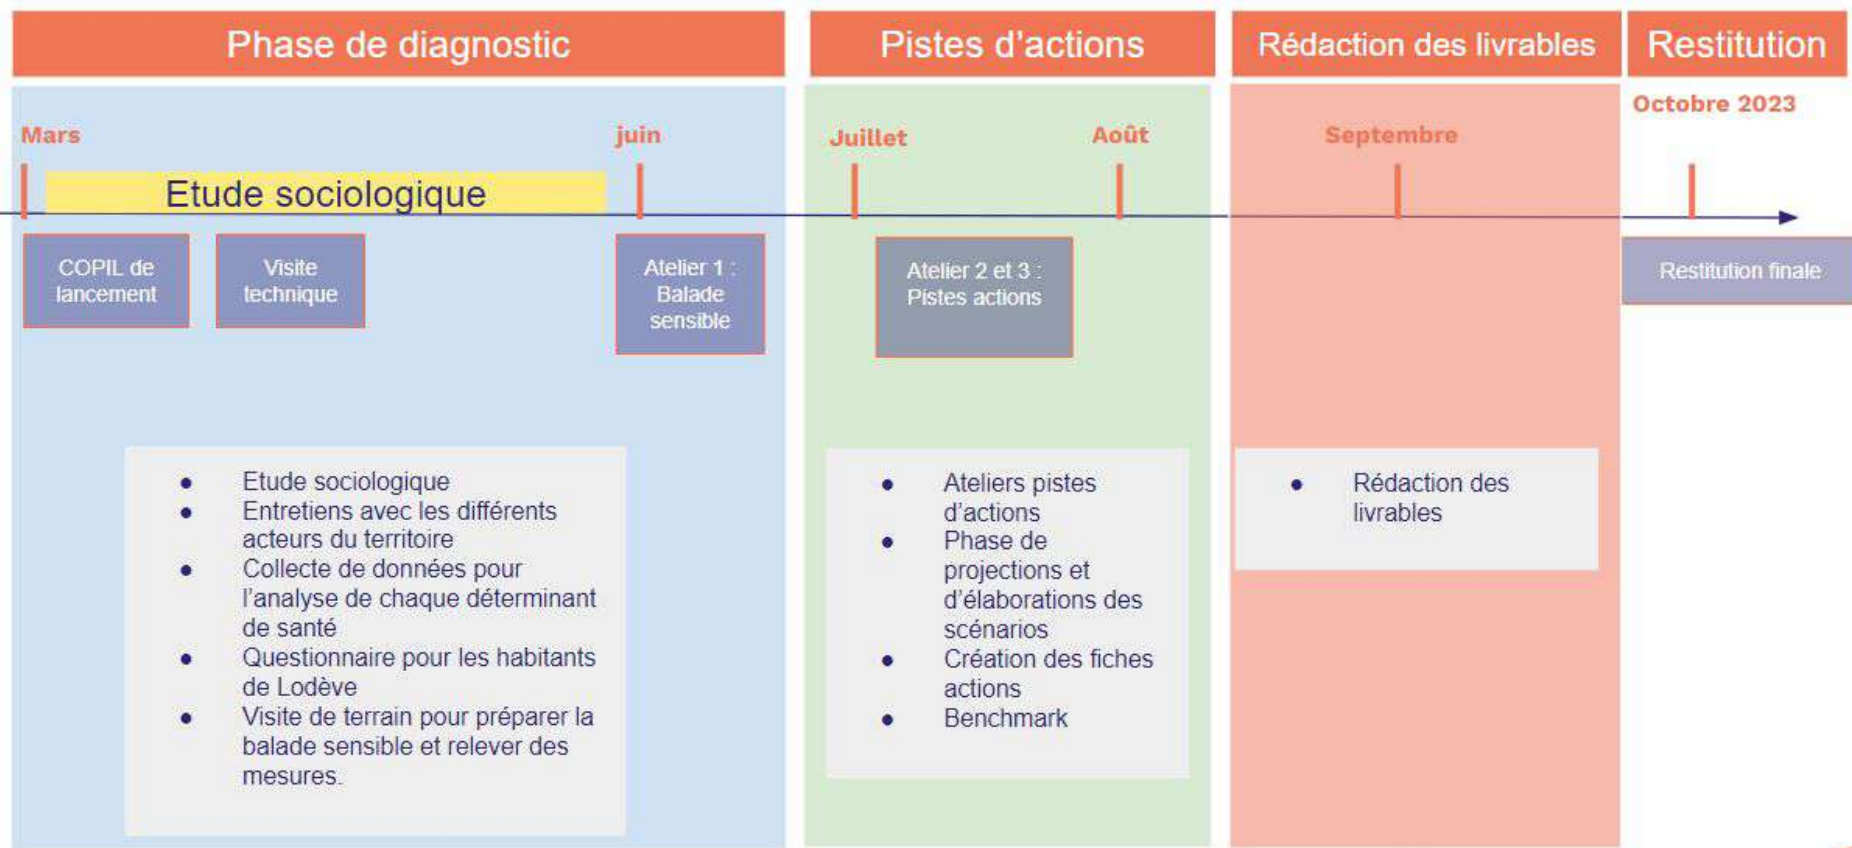 Phase de diagnostic
Pistes d'actions
Rédaction des livrables
Restitution
Mars
juin
Juillet
Août
Septembre
Octobre 2023
Etude sociologique
COPIL de
lancement
Visite
technique
Atelier 1 :
Balade
sensible
Atelier 2 et 3 :
Pistes actions
Restitution finale
● Etude sociologique
● Entretiens avec les différents
acteurs du territoire
● Collecte de données pour
l'analyse de chaque déterminant
de santé
● Questionnaire pour les habitants
de Lodève
● Visite de terrain pour préparer la
balade sensible et relever des
mesures.
● Ateliers pistes
d'actions
● Phase de
projections et
d'élaborations des
scénarios
● Création des fiches
actions
● Benchmark
● Rédaction des
livrables